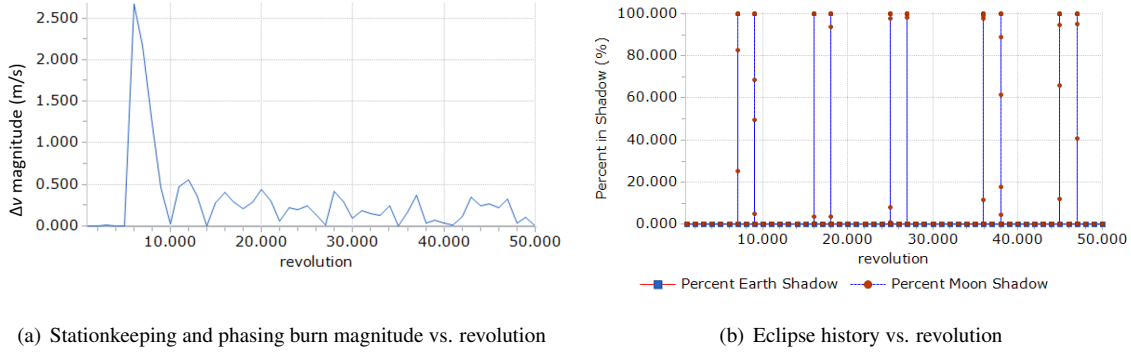 2.500
2.000
1.500
1.000
0.500
0.000
Δv magnitude (m/s)
10.000 20.000 30.000 40.000 50.000
revolution
(a) Stationkeeping and phasing burn magnitude vs. revolution
100.000
80.000
60.000
40.000
20.000
0.000
Percent in Shadow (%)
10.000 20.000 30.000 40.000 50.000
revolution
Percent Earth Shadow Percent Moon Shadow
(b) Eclipse history vs. revolution